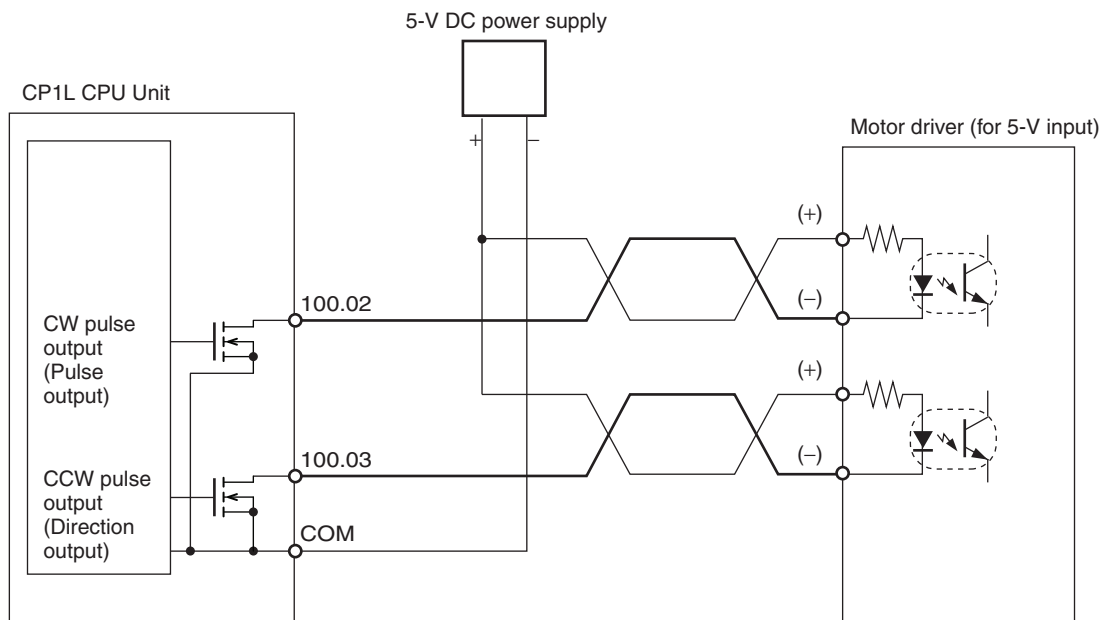 5-V DC power supply
CP1L CPU Unit
+
−
Motor driver (for 5-V input)
(+)
(−)
100.02
CW pulse
output
(Pulse
output)
(+)
(−)
100.03
CCW pulse
output
(Direction
output)
COM